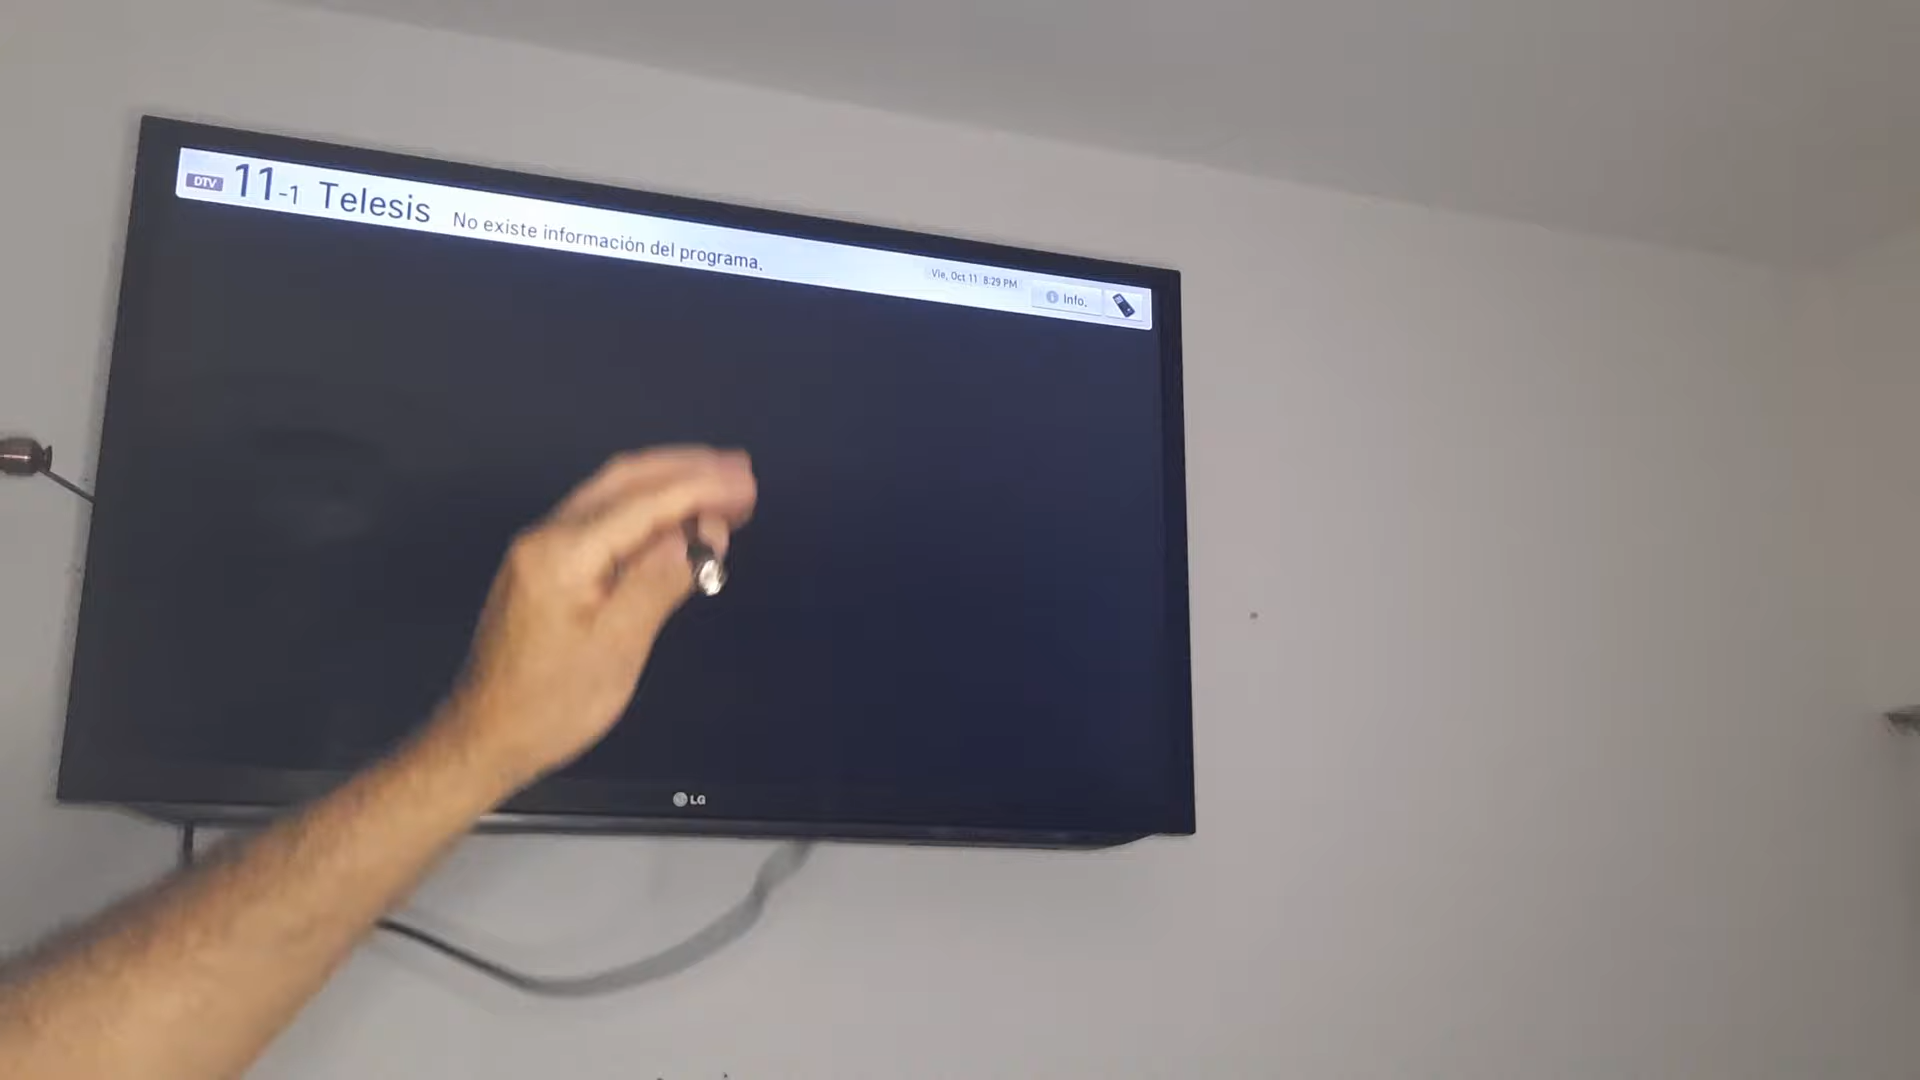 DTV 11-1 Telesis No existe información del programa.
Vie, Oct 11 8:29 PM
Info.
LG